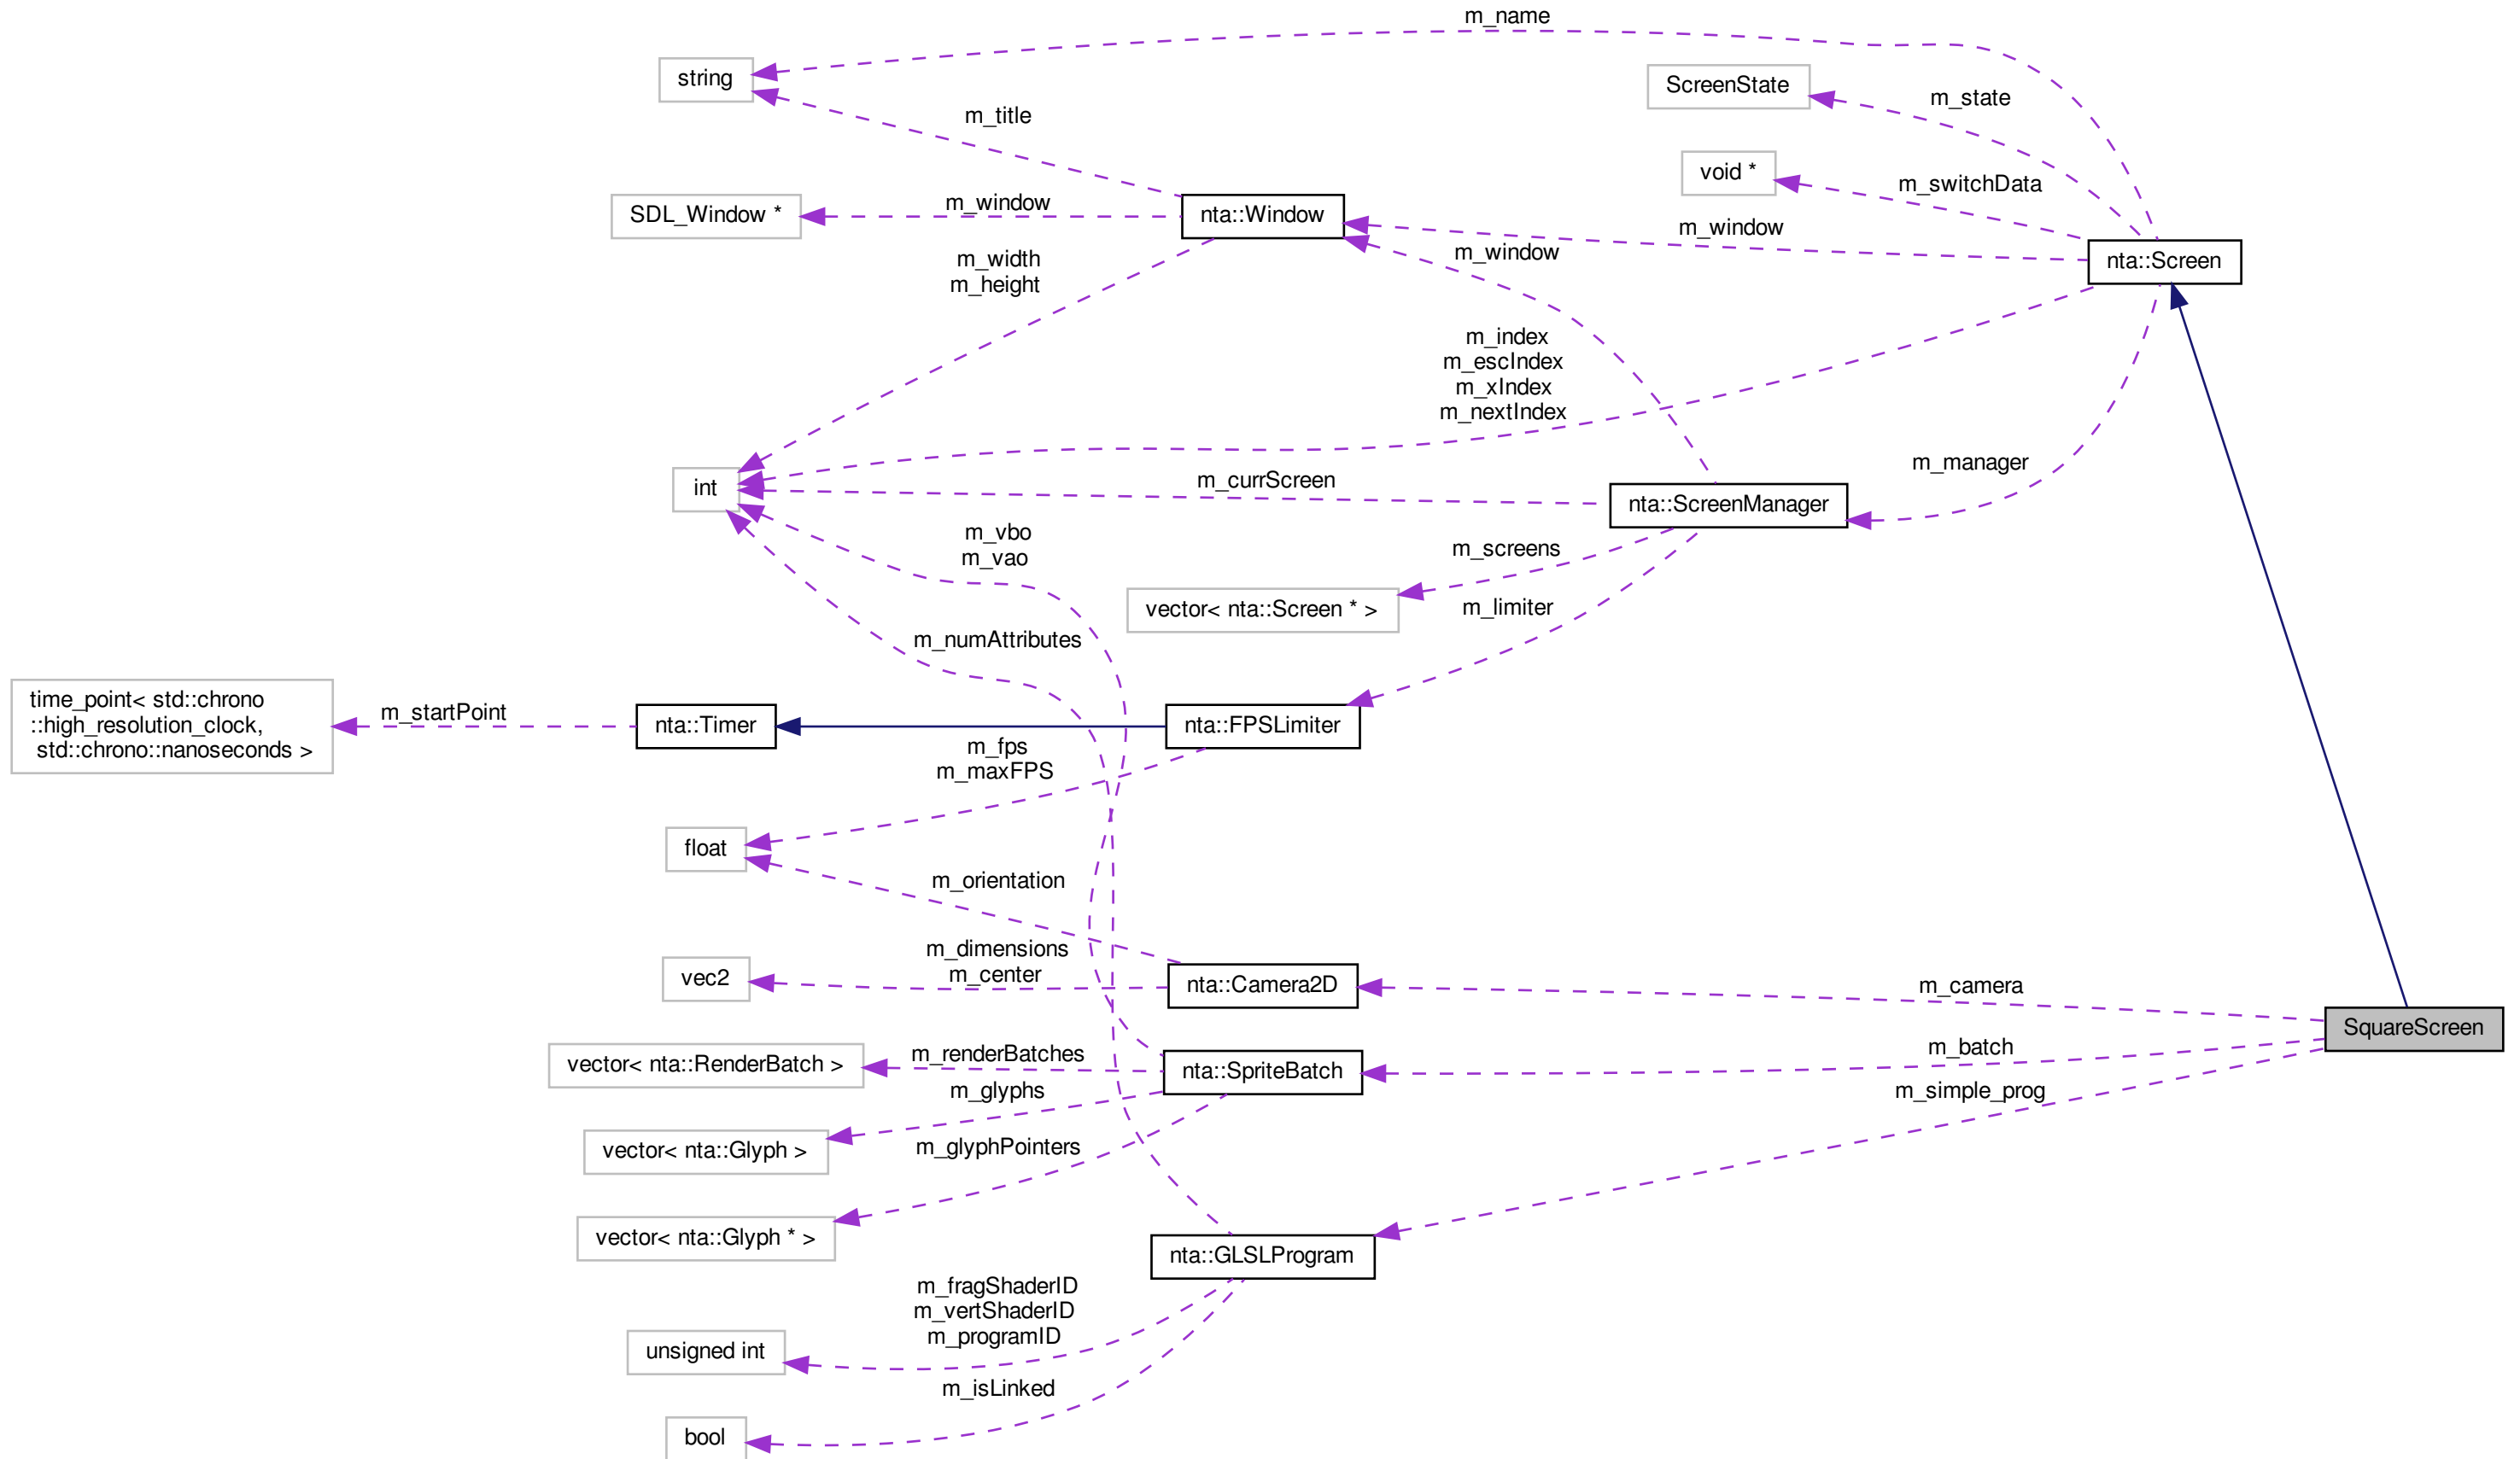 m_name
string
ScreenState
m_state
m_title
void *
m_switchData
SDL_Window *
m_window
nta::Window
m_window
m_window
nta::Screen
m_width
m_height
m_index
m_escIndex
m_xIndex
m_nextIndex
m_manager
int
m_currScreen
nta::ScreenManager
m_vbo
m_vao
m_screens
vector< nta::Screen * >
m_limiter
m_numAttributes
time_point< std::chrono
::high_resolution_clock,
std::chrono::nanoseconds >
m_startPoint
nta::Timer
nta::FPSLimiter
m_fps
m_maxFPS
float
m_orientation
m_dimensions
m_center
vec2
nta::Camera2D
m_camera
SquareScreen
vector< nta::RenderBatch >
m_renderBatches
nta::SpriteBatch
m_batch
m_glyphs
m_simple_prog
vector< nta::Glyph >
m_glyphPointers
vector< nta::Glyph * >
nta::GLSLProgram
m_fragShaderID
m_vertShaderID
m_programID
unsigned int
m_isLinked
bool